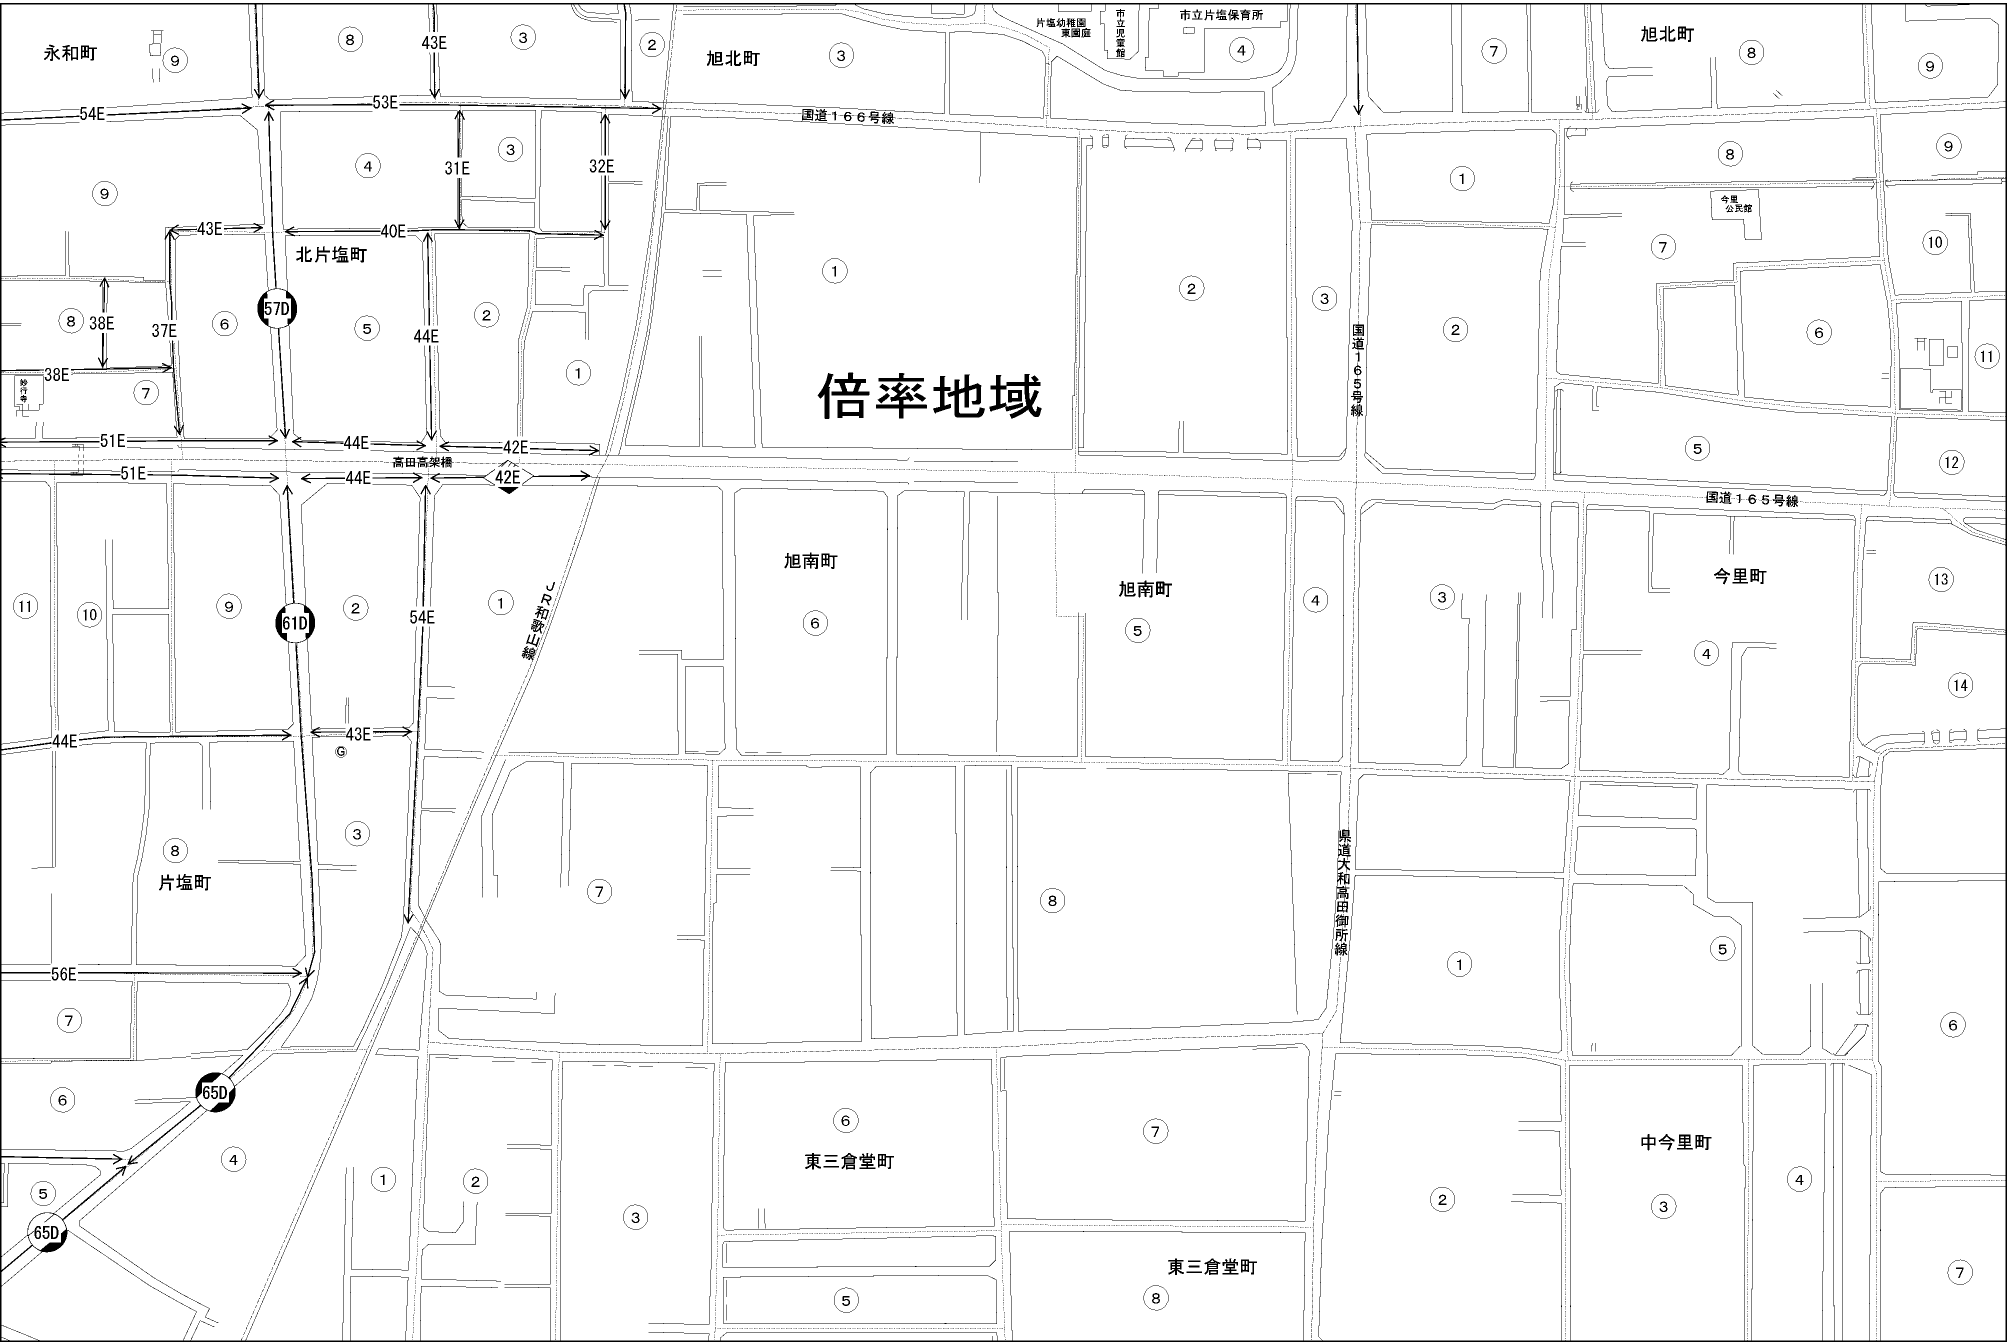 永和町
⑨
⑧
43E
③
②
旭北町
③
片塩幼稚園
東園庭
市立児童館
市立片塩保育所
④
⑦
旭北町
⑧
⑨
54E
53E
国道166号線
④
31E
③
32E
①
⑧
⑨
⑨
43E
40E
北片塩町
今里
公民館
⑦
⑩
57D
①
②
③
⑧
38E
37E
⑥
⑤
44E
②
国道165号線
②
⑥
⑪
38E
妙行寺
⑦
①
倍率地域
51E
44E
42E
⑤
⑫
高田高架橋
51E
44E
42E
国道165号線
旭南町
旭南町
今里町
⑬
⑪
⑩
⑨
②
61D
54E
①
JR和歌山線
⑥
⑤
④
③
④
⑭
44E
43E
G
③
⑧
片塩町
⑦
⑧
県道大和高田御所線
①
⑤
56E
⑦
⑥
65D
⑥
④
⑥
東三倉堂町
⑦
中今里町
⑤
①
②
③
②
③
④
65D
東三倉堂町
⑤
⑧
⑦